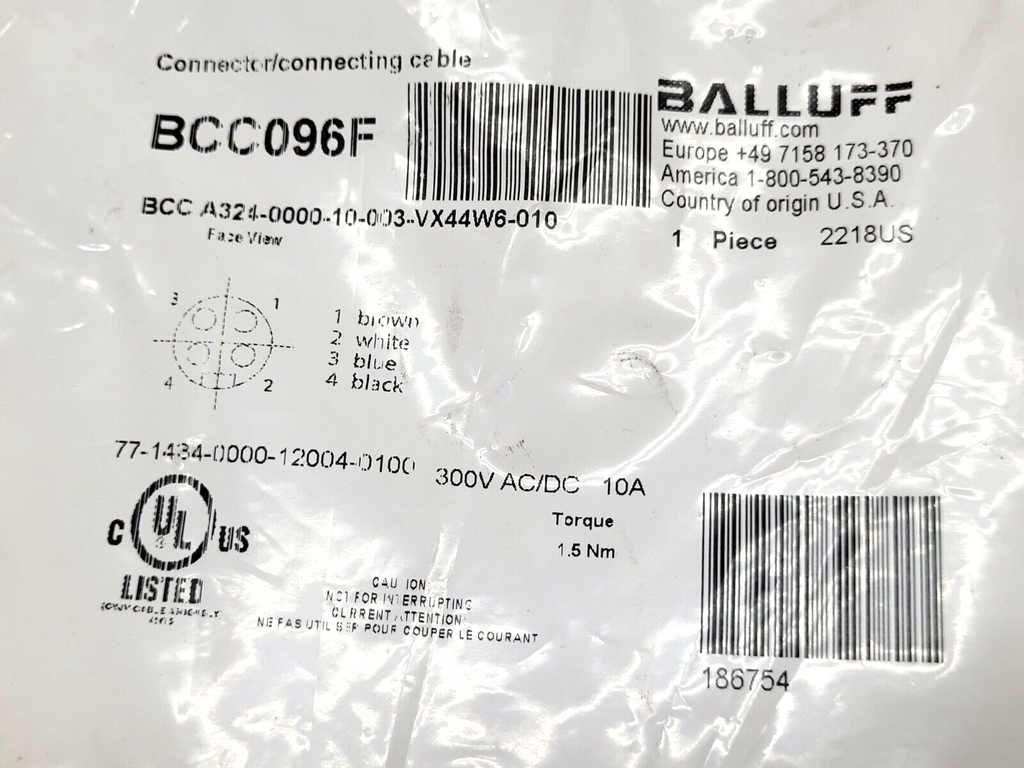 Connector/connecting cable
BCC096F
BALLUFF
www.balluff.com
Europe +49 7158 173-370
America 1-800-543-8390
Country of origin U.S.A.
1 Piece 2218US
BCC A324-0000-10-003-VX44W6-010
Face View
3 1
4 2
1 brown
2 white
3 blue
4 black
77-1434-0000-12004-0100 300V AC/DC 10A
Torque
1.5 Nm
C UL US
LISTED
CAUTION
NOT FOR INTERRUPTING
CURRENT ATTENTION
NE PAS UTILISER POUR COUPER LE COURANT
186754